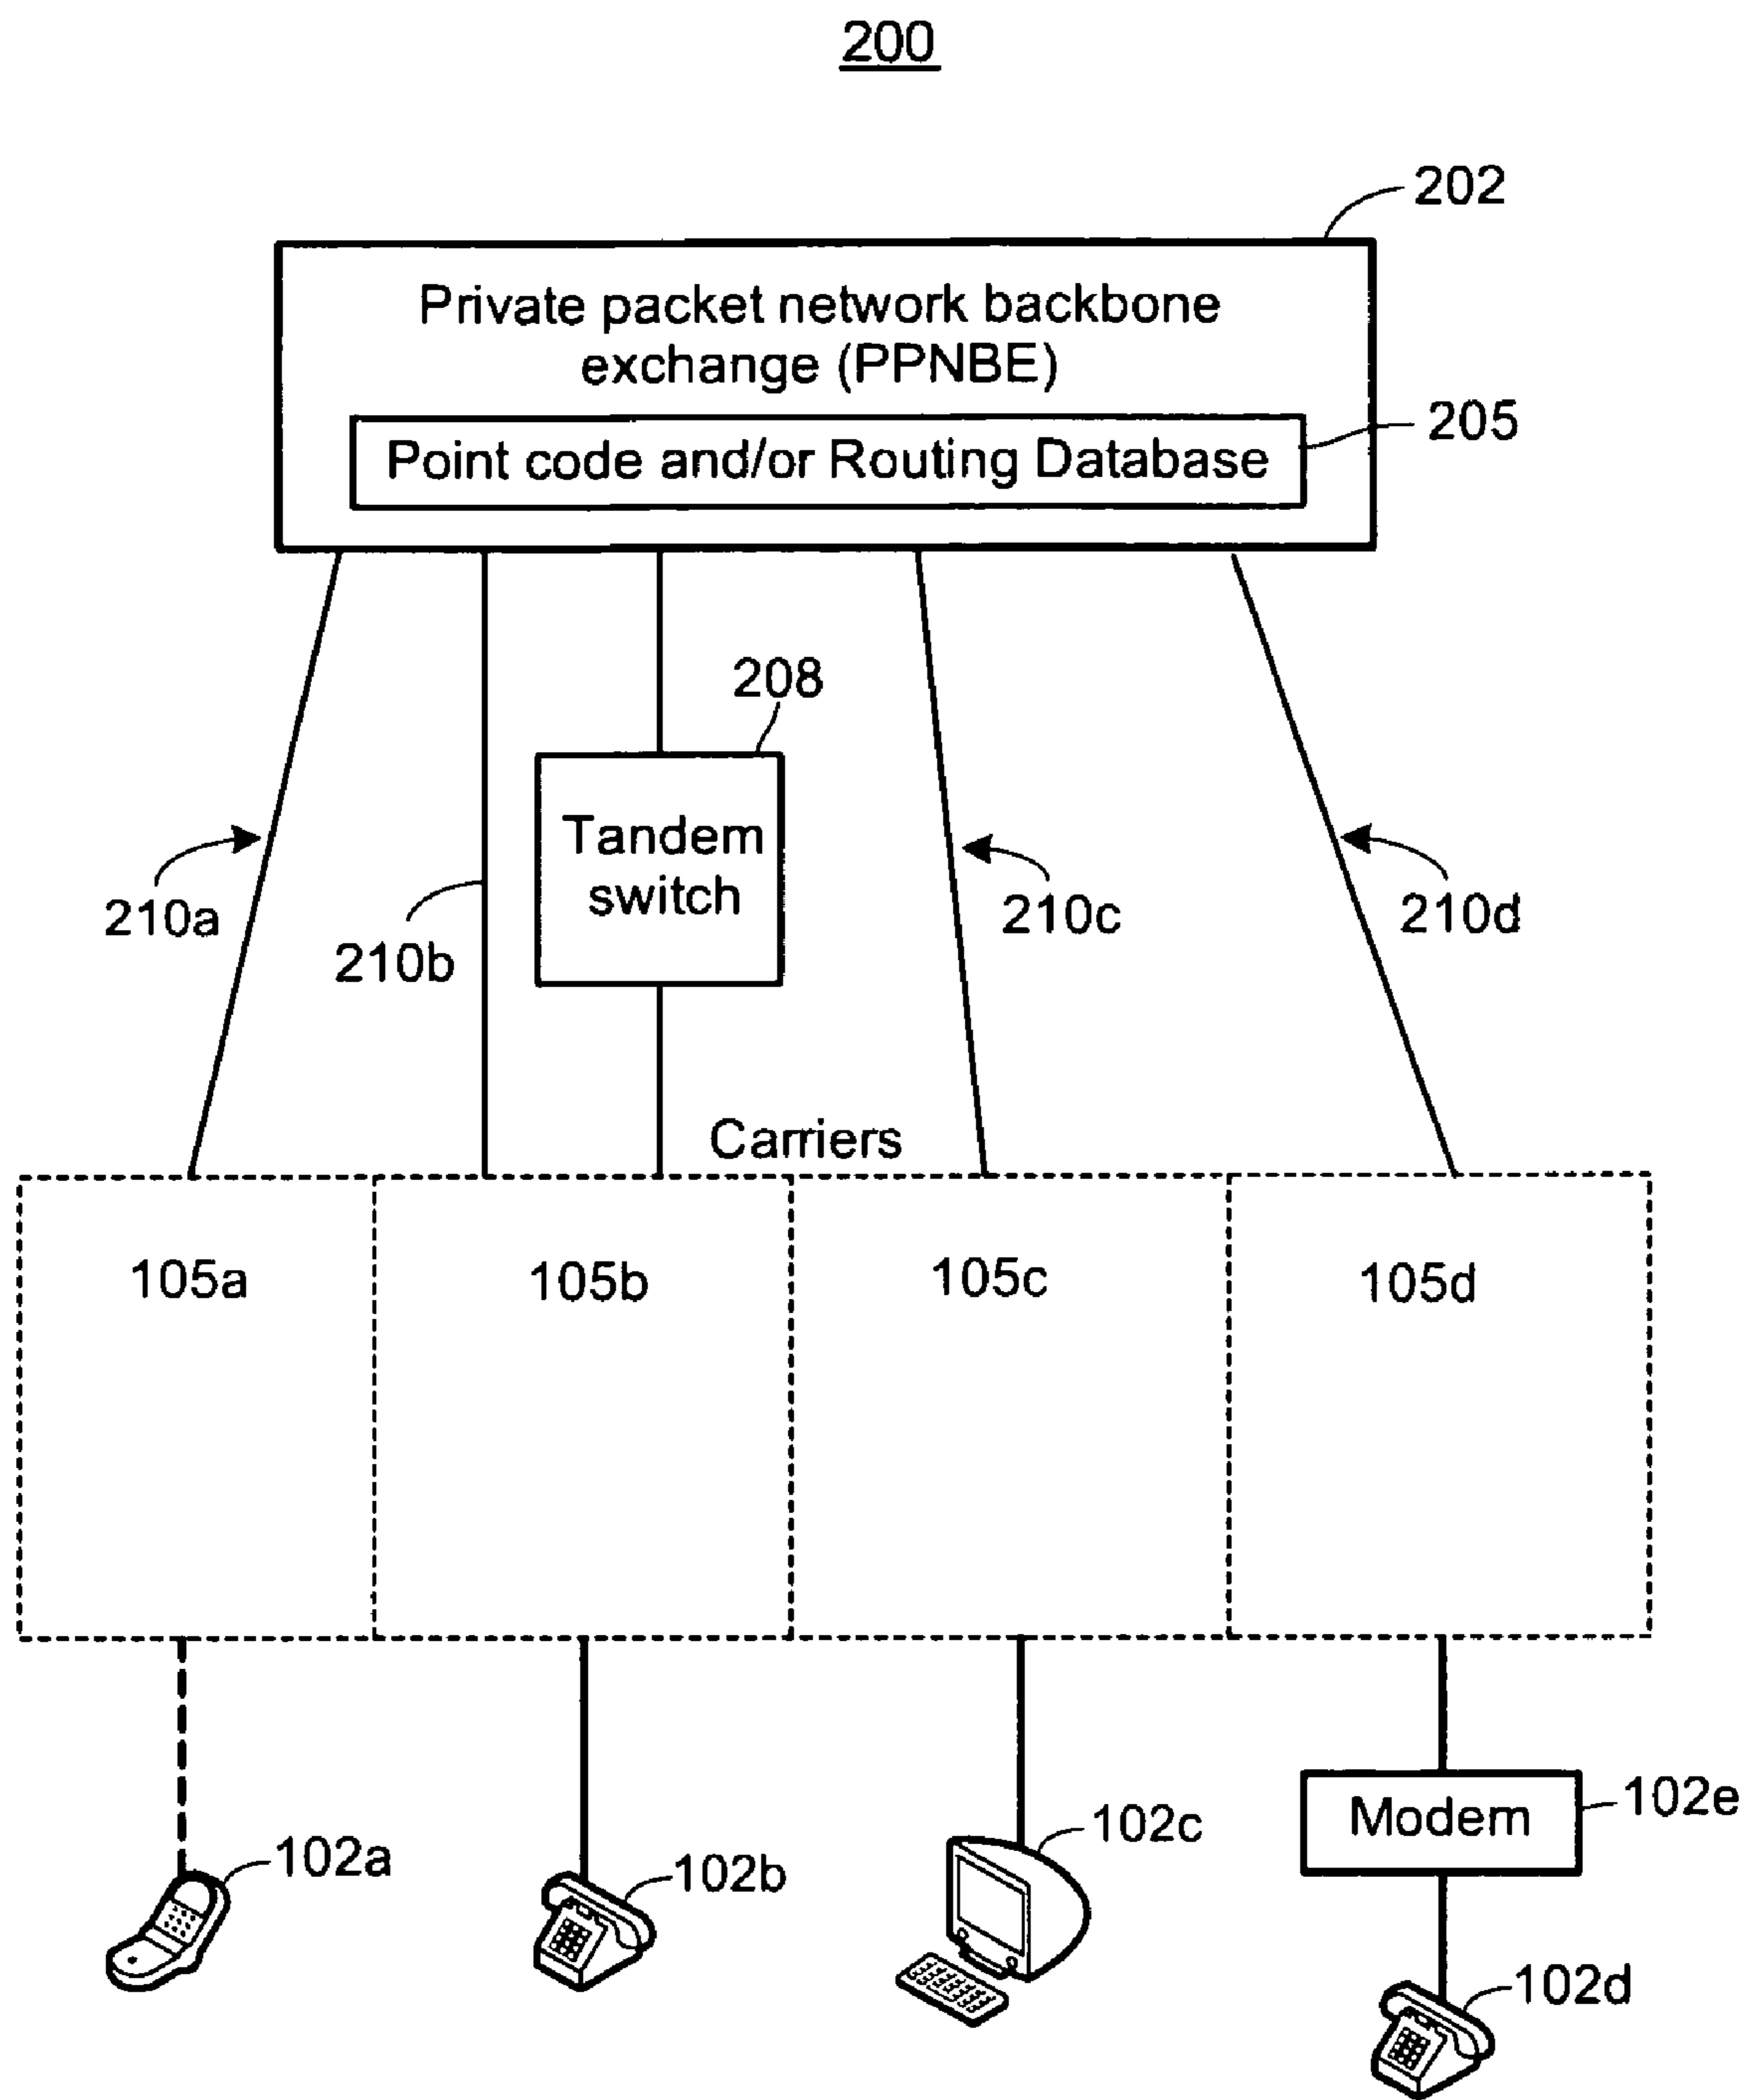 200
202
Private packet network backbone
exchange (PPNBE)
205
Point code and/or Routing Database
208
Tandem
switch
210a
210b
210c
210d
Carriers
105a
105b
105c
105d
102a
102b
102c
Modem
102e
102d